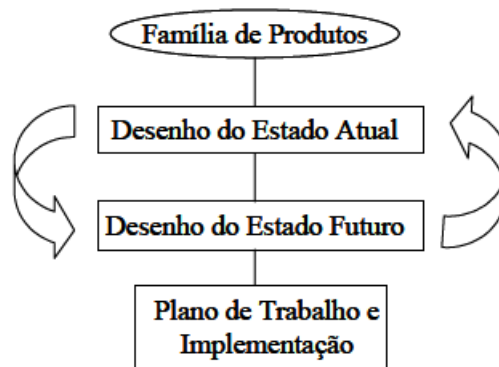 Família de Produtos
Desenho do Estado Atual
Desenho do Estado Futuro
Plano de Trabalho e
Implementação